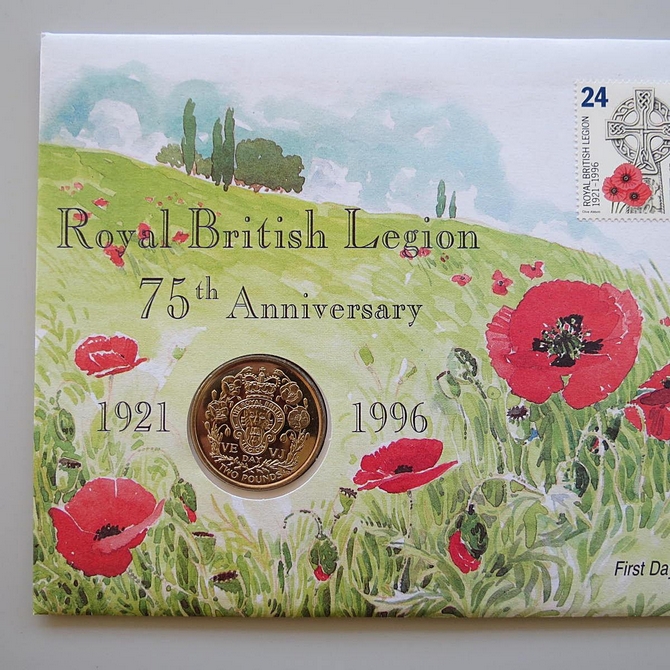 24
ROYAL BRITISH LEGION
1921-1996
Royal British Legion
75th Anniversary
1921 1996
VE VJ
DAY
TWO POUNDS
First Da